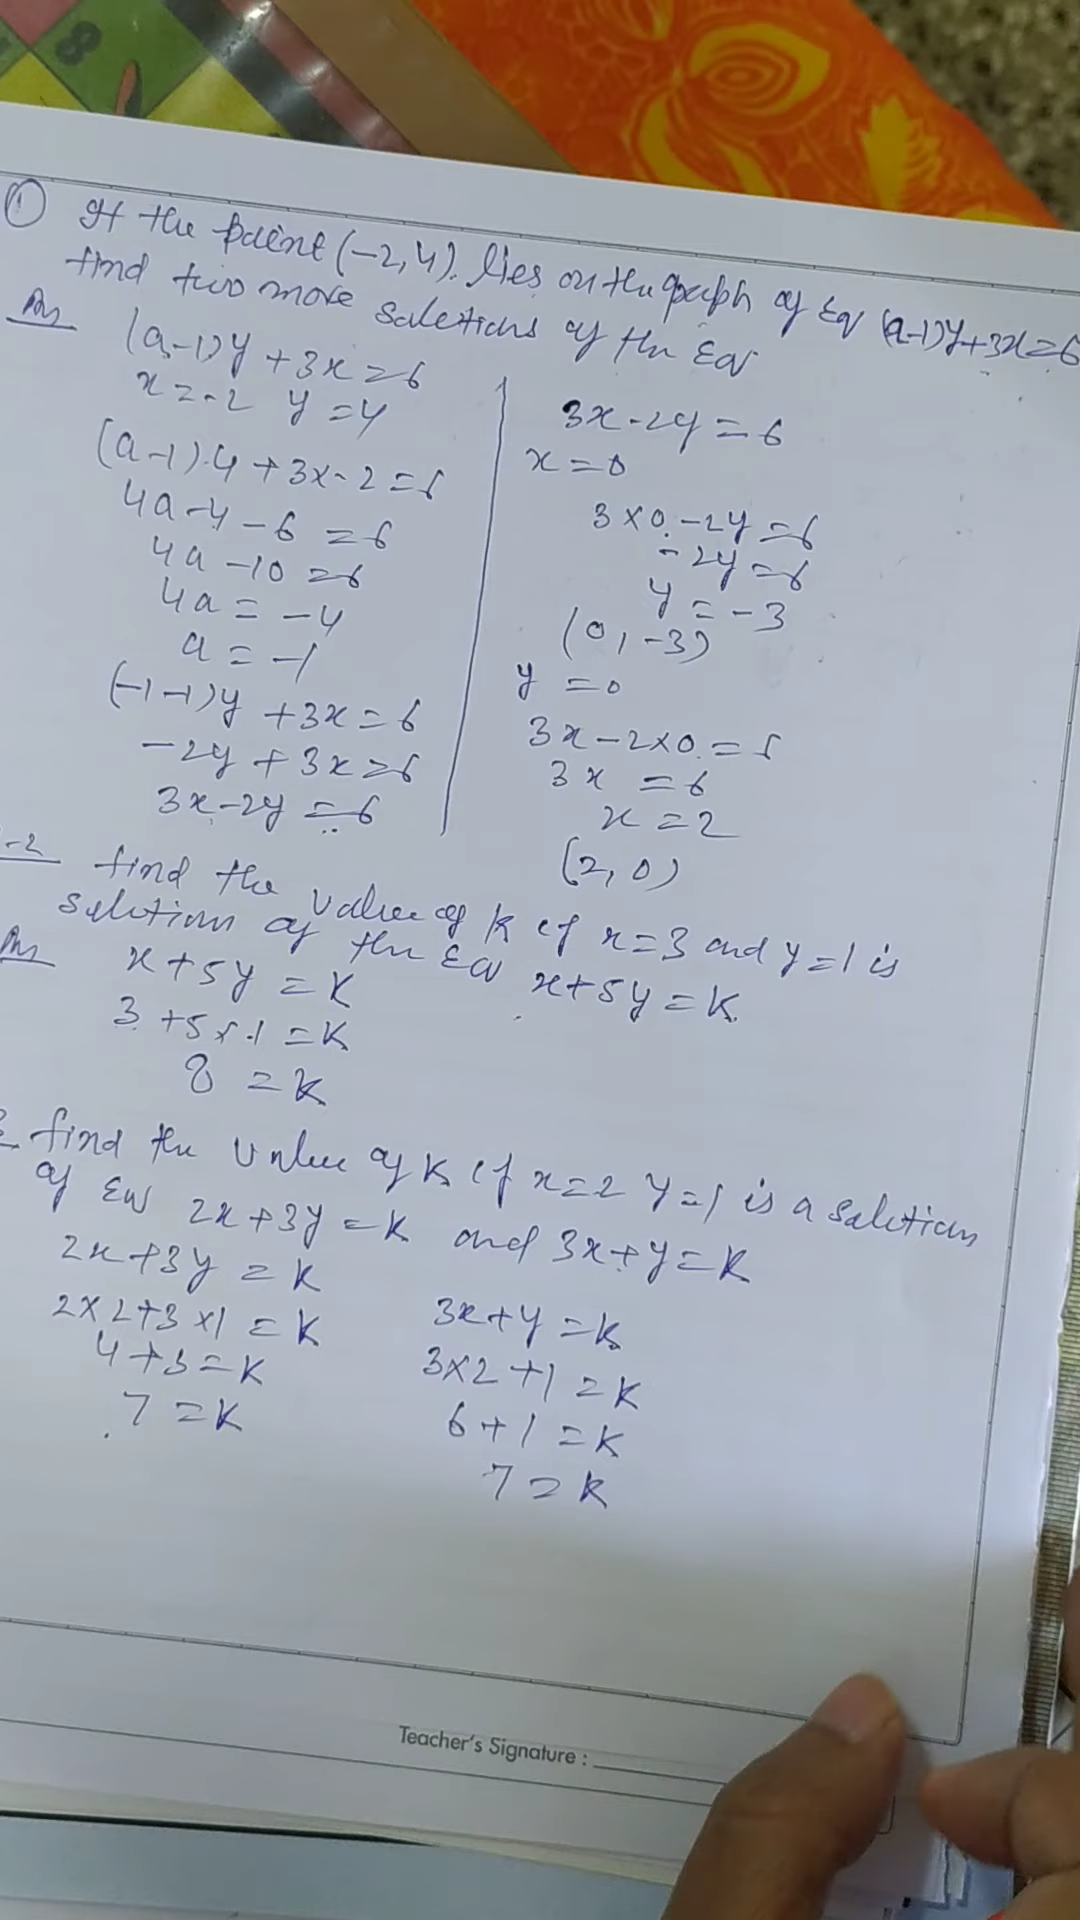 8
① If the point (-2,4). lies on the graph of Eq (a-1)y+3x=6
find two more solutions of the Eq
Ans
(a-1)y+3x=6
x=-2 y=4
(a-1).4+3x-2=6
4a-4-6=6
4a-10=6
4a=-4
a=-1
(-1-1)y+3x=6
-2y+3x=6
3x-2y=6
3x-2y=6
x=0
3×0-2y=6
-2y=6
y=-3
(0,-3)
y=0
3x-2×0=6
3x=6
x=2
(2,0)
-2 find the value of k if x=3 and y=1 is
solution of the Eq x+5y=k.
Ans
x+5y=k
3+5×1=k
8=k
find the value of k if x=2 y=1 is a solution
of Eq 2x+3y=k and 3x+y=k
2x+3y=k
2×2+3×1=k
4+3=k
7=k
3x+y=k
3×2+1=k
6+1=k
7=k
Teacher's Signature :